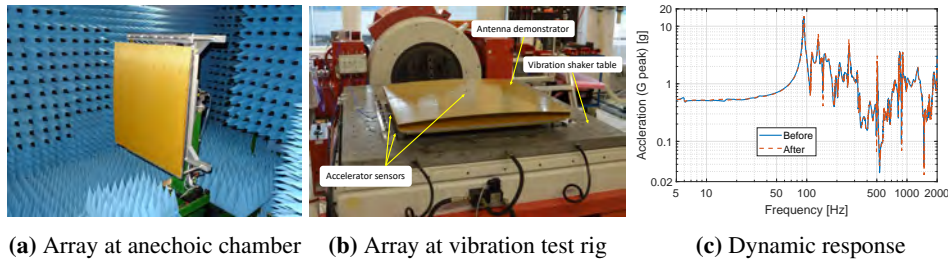 Antenna demonstrator
Vibration shaker table
Accelerator sensors
20
10
1
0.1
0.02
Accleration (G peak) [g]
Before
After
5
10
50
100
500
1000
2000
Frequency [Hz]
(a) Array at anechoic chamber
(b) Array at vibration test rig
(c) Dynamic response